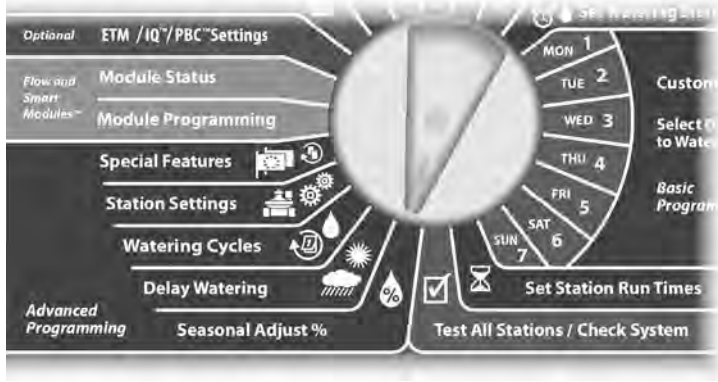 Optional
ETM /IQ™/PBC™Settings
Flow and
Smart
Modules™
Module Status
Module Programming
Special Features
Station Settings
Watering Cycles
Delay Watering
Seasonal Adjust %
Advanced
Programming
MON 1
TUE 2
WED 3
THU 4
FRI 5
SAT 6
SUN 7
Custom
Select D
to Water
Basic
Program
%
Set Station Run Times
Test All Stations / Check System